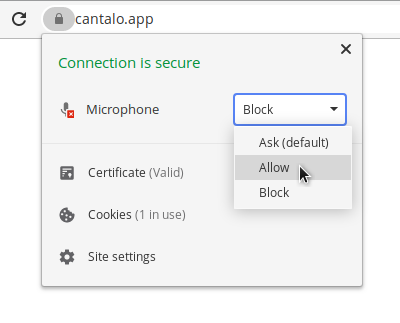 cantalo.app
Connection is secure
Microphone
Block
Ask (default)
Allow
Block
Certificate (Valid)
Cookies (1 in use)
Site settings